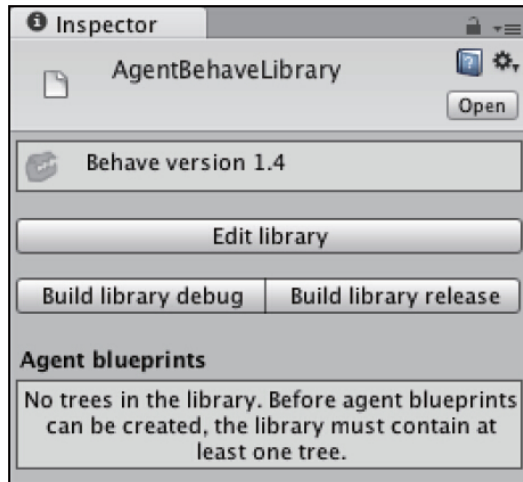 Inspector
AgentBehaveLibrary
Open
Behave version 1.4
Edit library
Build library debug
Build library release
Agent blueprints
No trees in the library. Before agent blueprints
can be created, the library must contain at
least one tree.